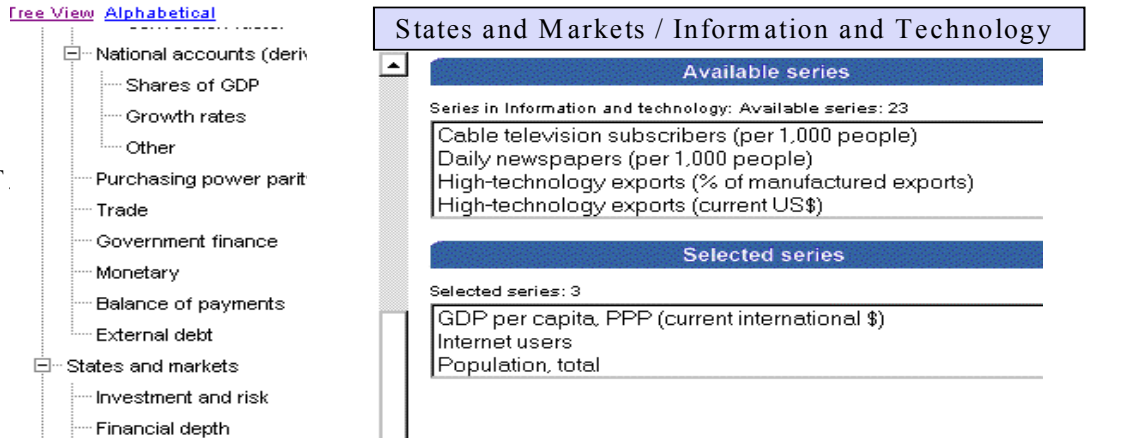 Tree View Alphabetical
National accounts (deriv
Shares of GDP
Growth rates
Other
Purchasing power parit
Trade
Government finance
Monetary
Balance of payments
External debt
States and markets
Investment and risk
Financial depth
States and Markets / Information and Technology
Available series
Series in Information and technology: Available series: 23
Cable television subscribers (per 1,000 people)
Daily newspapers (per 1,000 people)
High-technology exports (% of manufactured exports)
High-technology exports (current US$)
Selected series
Selected series: 3
GDP per capita, PPP (current international $)
Internet users
Population, total